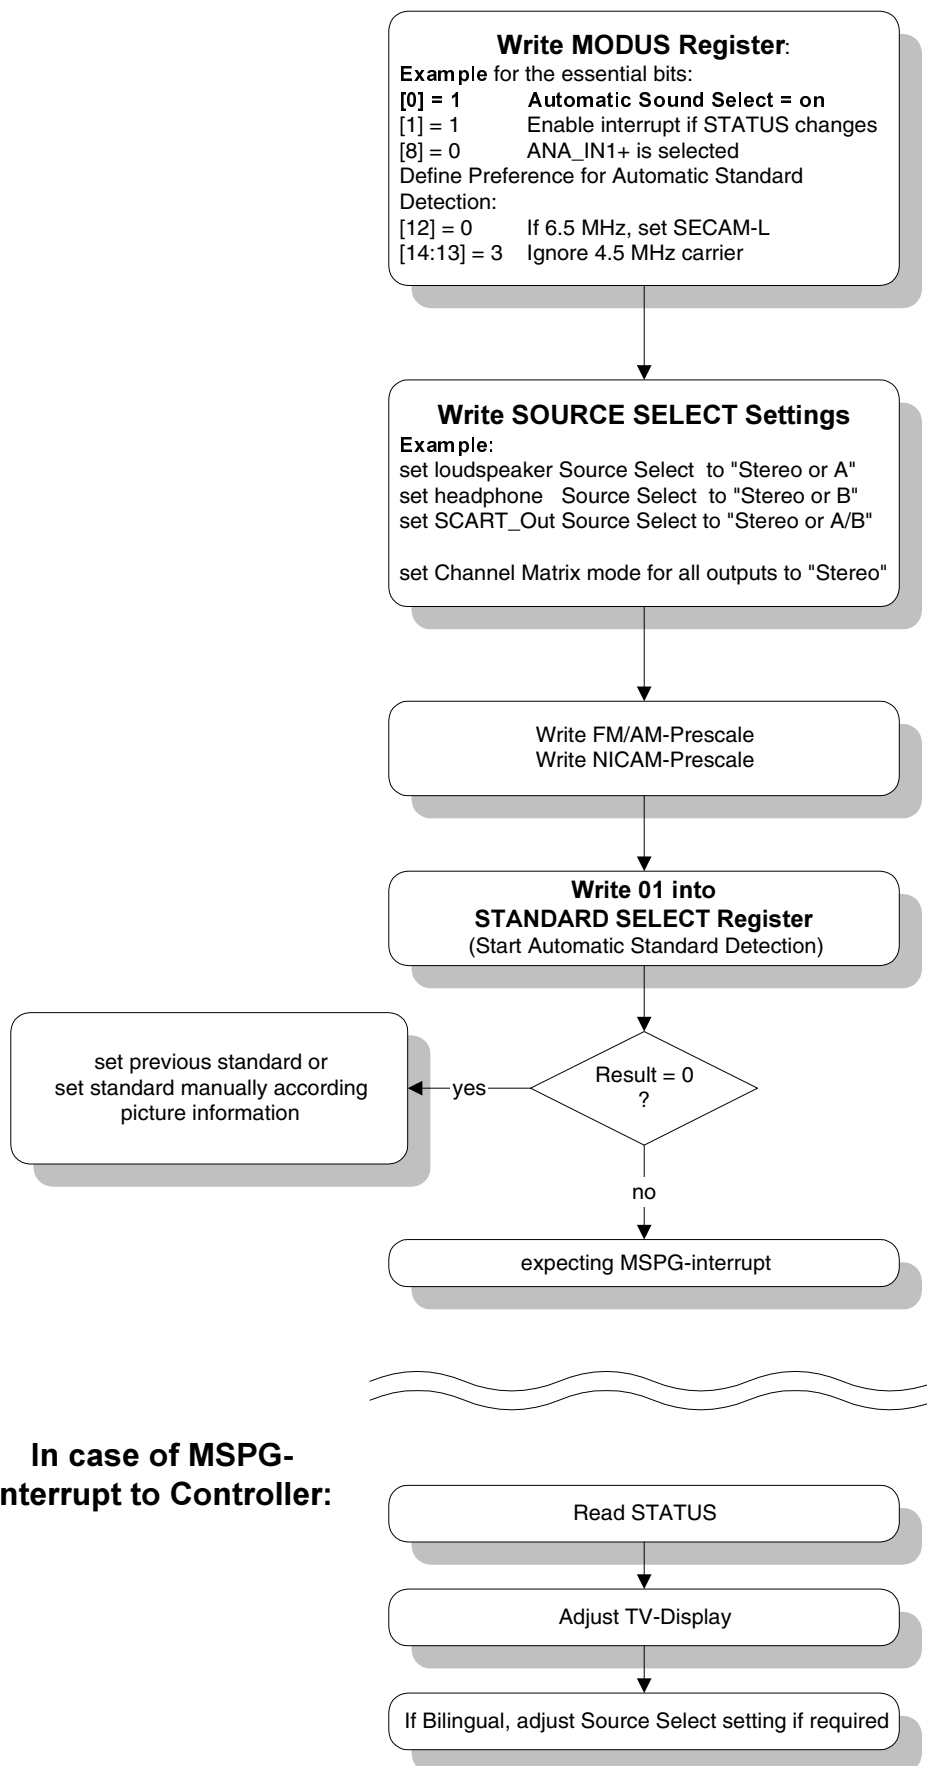 Write MODUS Register:
Example for the essential bits:
[0] = 1 Automatic Sound Select = on
[1] = 1 Enable interrupt if STATUS changes
[8] = 0 ANA_IN1+ is selected
Define Preference for Automatic Standard
Detection:
[12] = 0 If 6.5 MHz, set SECAM-L
[14:13] = 3 Ignore 4.5 MHz carrier
Write SOURCE SELECT Settings
Example:
set loudspeaker Source Select to "Stereo or A"
set headphone Source Select to "Stereo or B"
set SCART_Out Source Select to "Stereo or A/B"
set Channel Matrix mode for all outputs to "Stereo"
Write FM/AM-Prescale
Write NICAM-Prescale
Write 01 into
STANDARD SELECT Register
(Start Automatic Standard Detection)
set previous standard or
set standard manually according
picture information
yes
Result = 0
?
no
expecting MSPG-interrupt
In case of MSPG-
nterrupt to Controller:
Read STATUS
Adjust TV-Display
If Bilingual, adjust Source Select setting if required